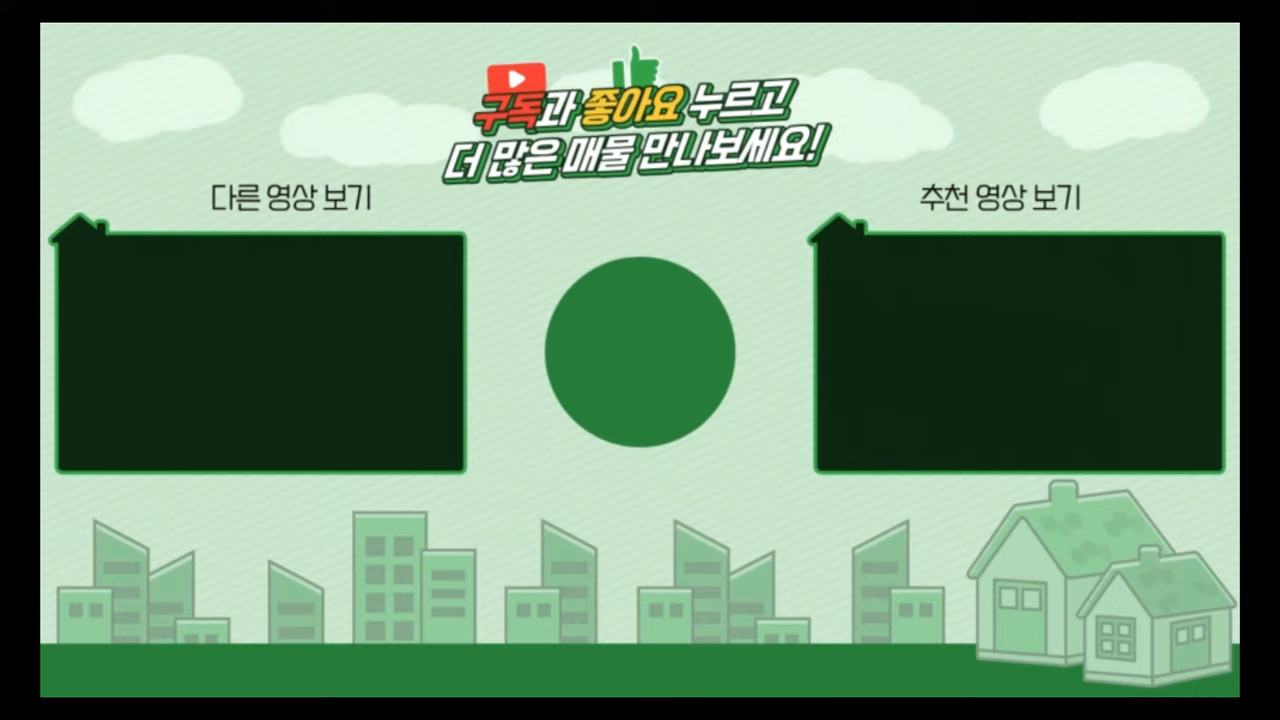 구독과 좋아요 누르고
더 많은 매물 만나보세요!
다른 영상 보기
추천 영상 보기